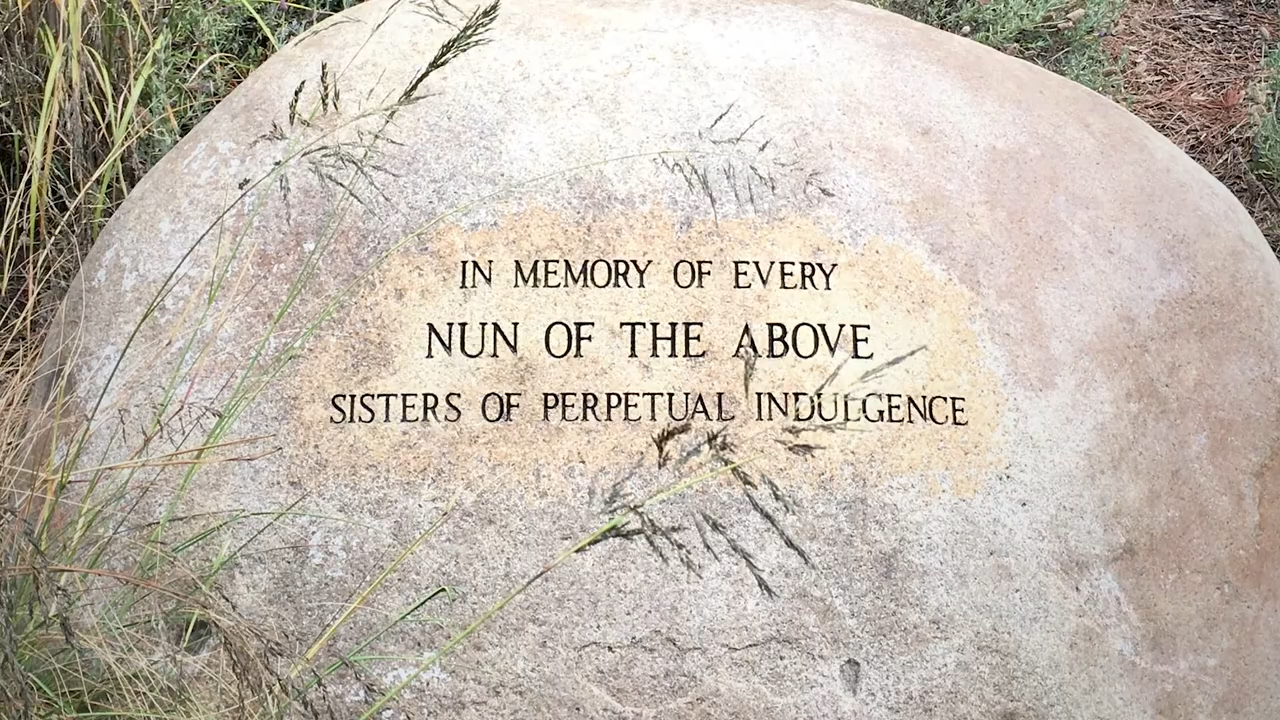 IN MEMORY OF EVERY
NUN OF THE ABOVE
SISTERS OF PERPETUAL INDULGENCE